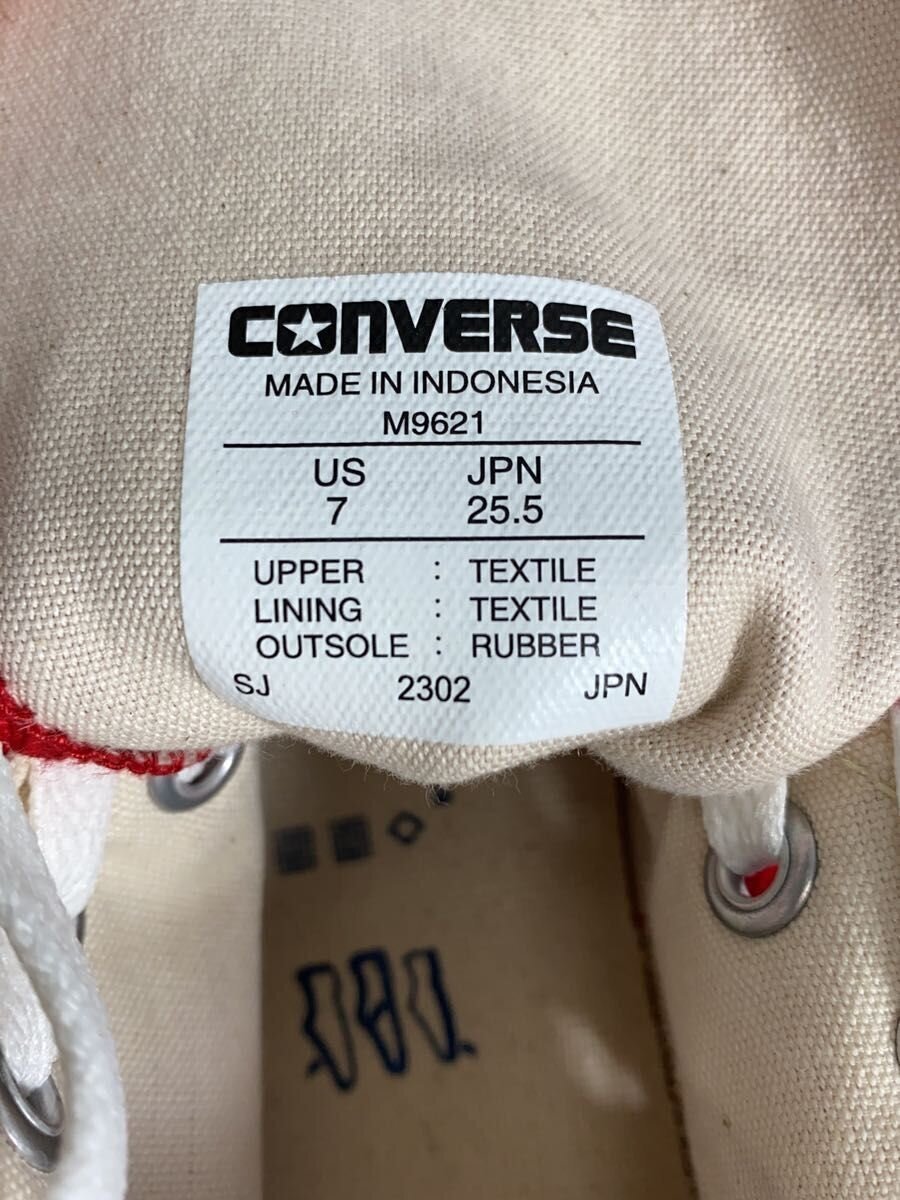 CONVERSE
MADE IN INDONESIA
M9621
US JPN
7 25.5
UPPER : TEXTILE
LINING : TEXTILE
OUTSOLE : RUBBER
SJ 2302 JPN